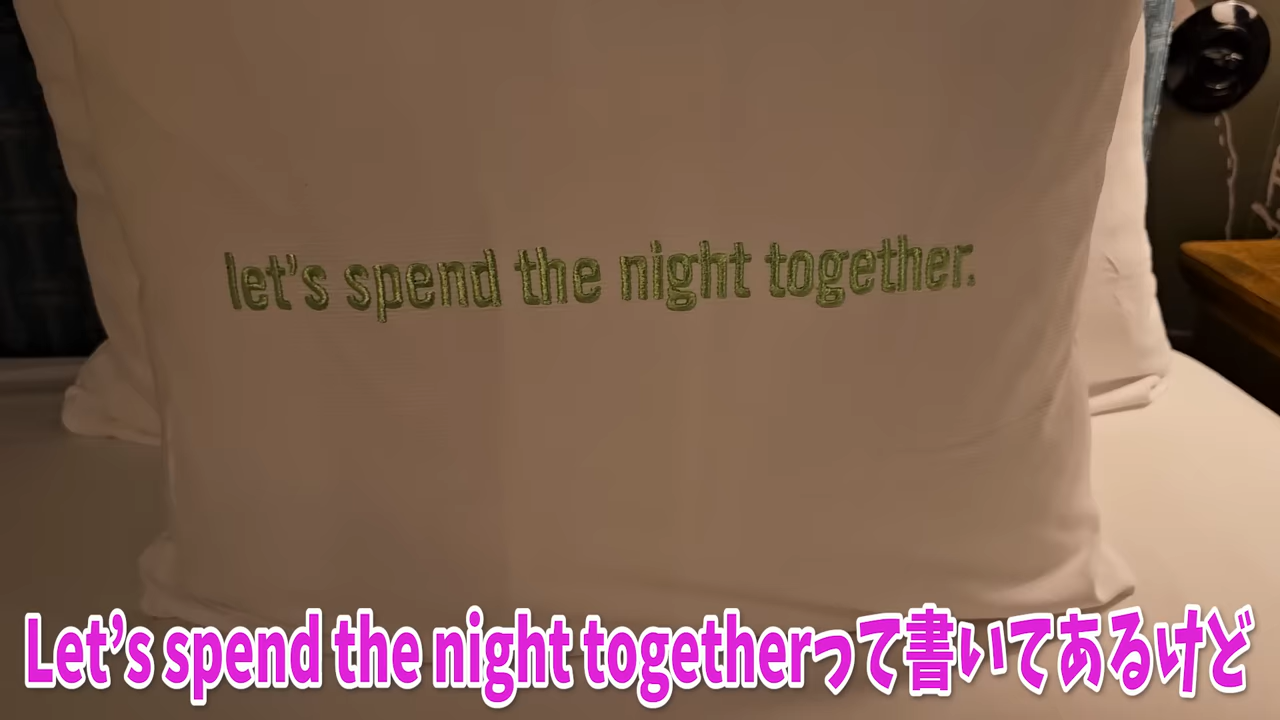 let's spend the night together.
Let's spend the night togetherって書いてあるけど